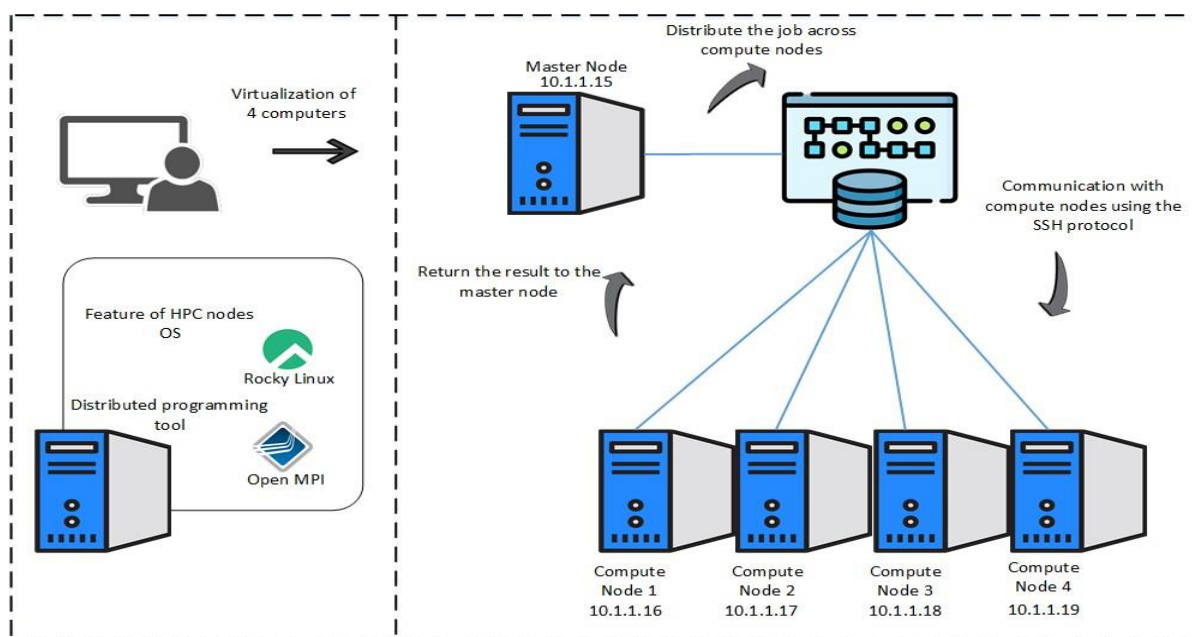 Virtualization of
4 computers
Feature of HPC nodes
OS
Rocky Linux
Distributed programming
tool
Open MPI
Distribute the job across
compute nodes
Master Node
10.1.1.15
Communication with
compute nodes using the
SSH protocol
Return the result to the
master node
Compute
Node 1
10.1.1.16
Compute
Node 2
10.1.1.17
Compute
Node 3
10.1.1.18
Compute
Node 4
10.1.1.19